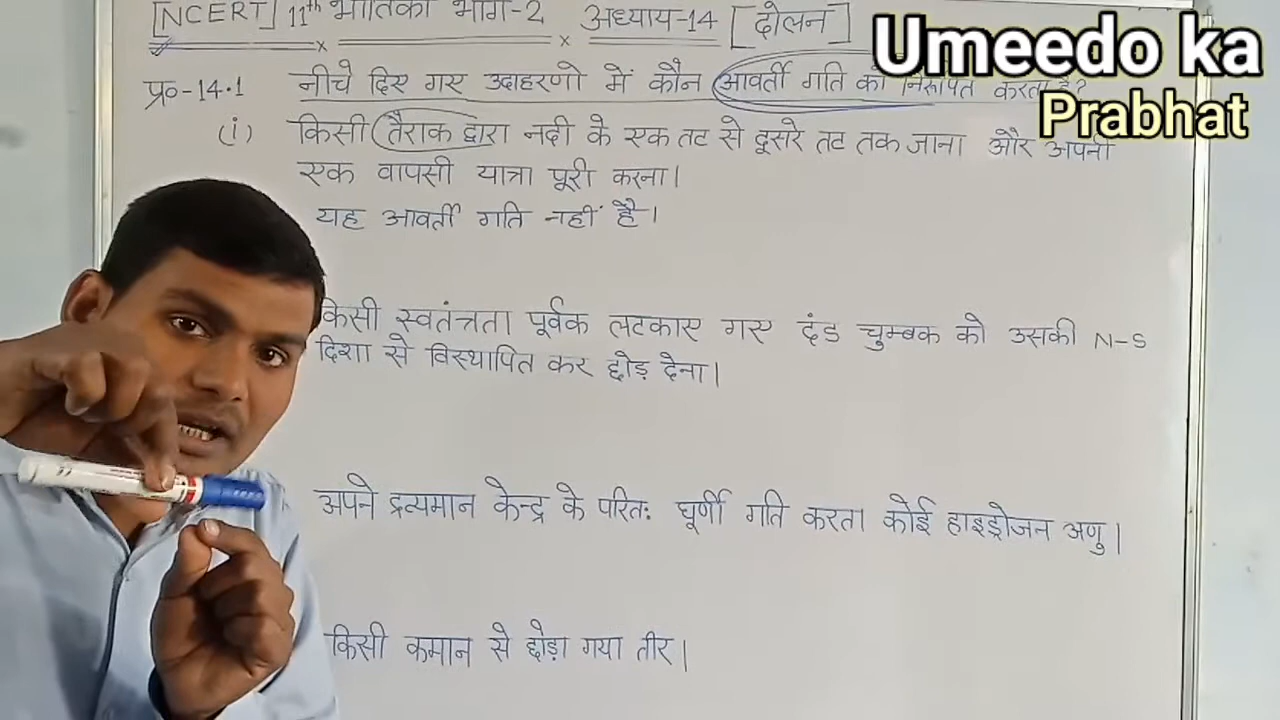 [NCERT] 11th भौतिकी भाग-2 अध्याय-14 [दोलन]
Umeedo ka
Prabhat
प्र०-14.1 नीचे दिए गए उदाहरणो में कौन आवर्ती गति को निरूपित करता है?
(i) किसी तैराक द्वारा नदी के एक तट से दूसरे तट तक जाना और अपनी
एक वापसी यात्रा पूरी करना।
यह आवर्ती गति नहीं है।
किसी स्वतंत्रता पूर्वक लटकाए गए दंड चुम्बक को उसकी N-S
दिशा से विस्थापित कर छोड़ देना।
अपने द्रव्यमान केन्द्र के परितः घूर्णी गति करता कोई हाइड्रोजन अणु।
किसी कमान से छोड़ा गया तीर।